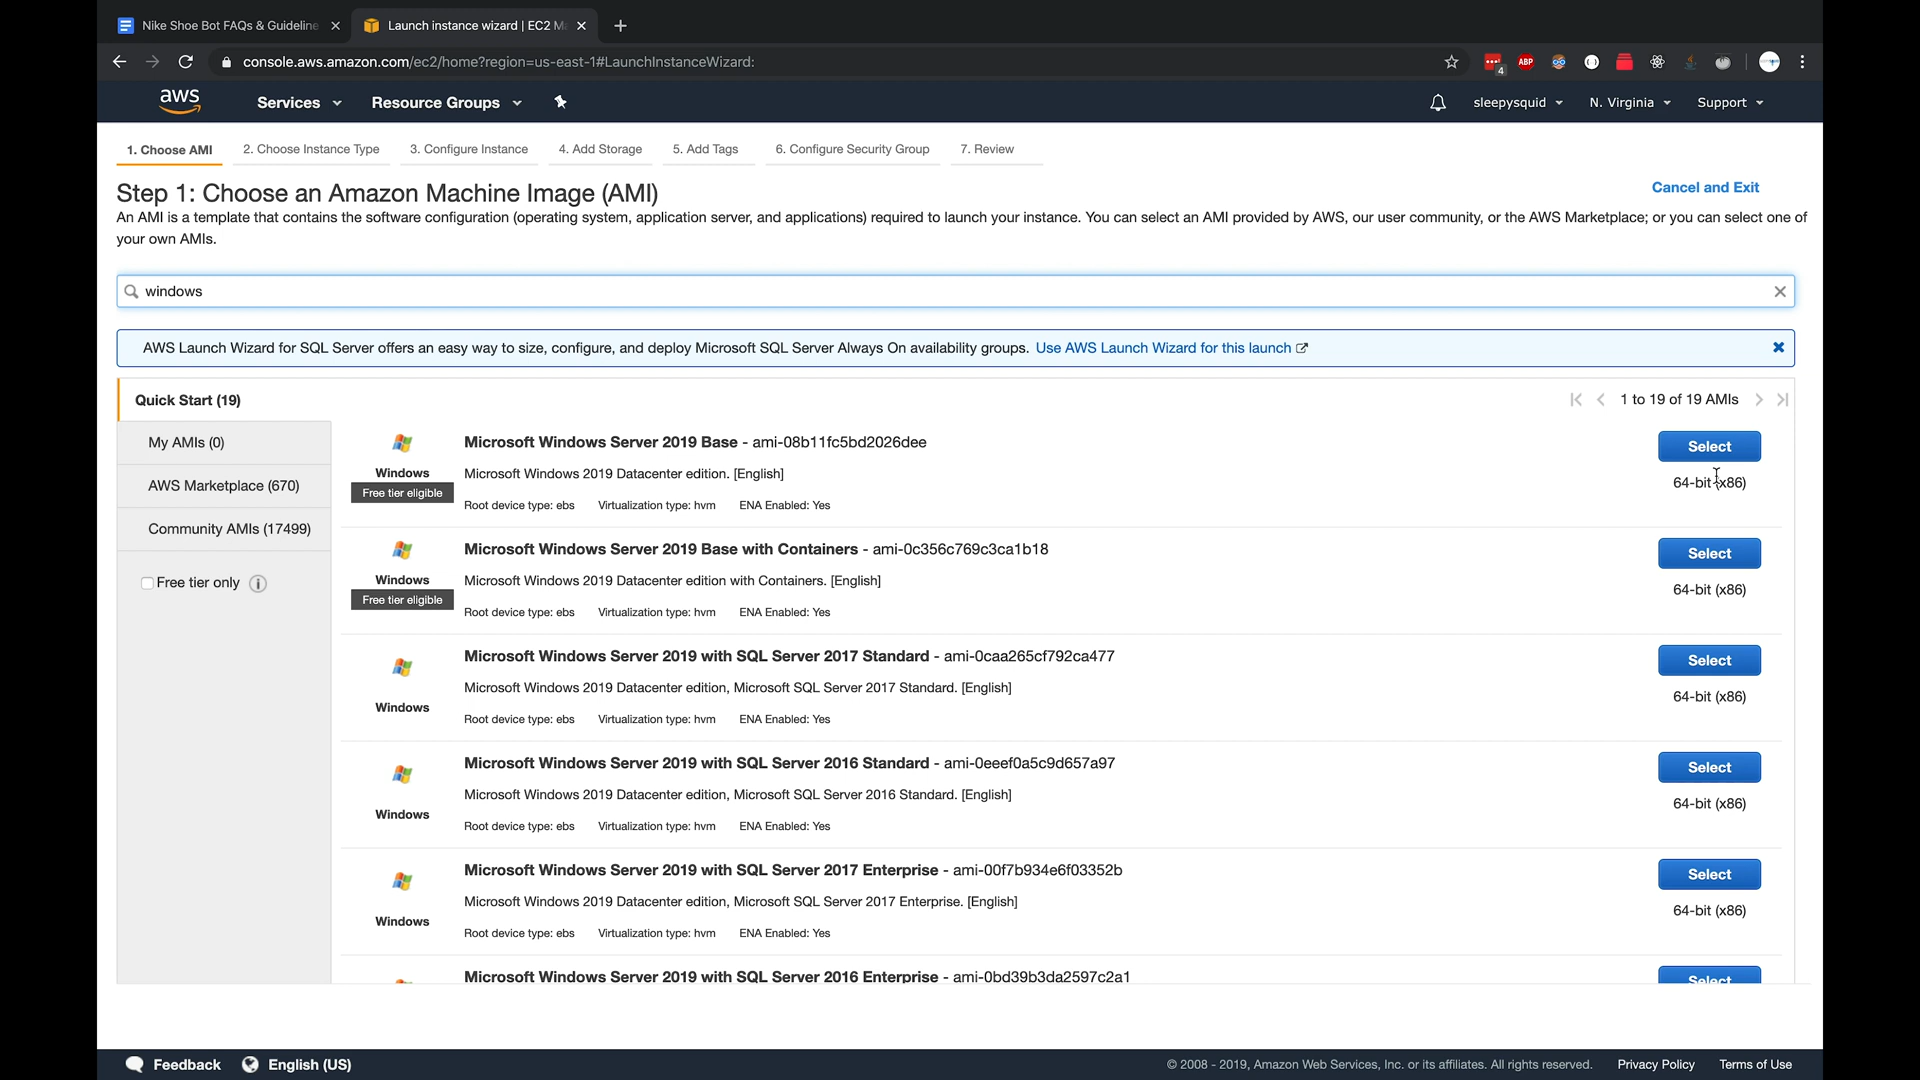 Nike Shoe Bot FAQs & Guideline
Launch instance wizard | EC2 M
console.aws.amazon.com/ec2/home?region=us-east-1#LaunchInstanceWizard:
4
ABP
aws
Services
Resource Groups
sleepysquid
N. Virginia
Support
1. Choose AMI
2. Choose Instance Type
3. Configure Instance
4. Add Storage
5. Add Tags
6. Configure Security Group
7. Review
Step 1: Choose an Amazon Machine Image (AMI)
Cancel and Exit
An AMI is a template that contains the software configuration (operating system, application server, and applications) required to launch your instance. You can select an AMI provided by AWS, our user community, or the AWS Marketplace; or you can select one of
your own AMIs.
windows
AWS Launch Wizard for SQL Server offers an easy way to size, configure, and deploy Microsoft SQL Server Always On availability groups. Use AWS Launch Wizard for this launch
Quick Start (19)
1 to 19 of 19 AMIs
My AMIs (0)
AWS Marketplace (670)
Community AMIs (17499)
Free tier only
Windows
Free tier eligible
Microsoft Windows Server 2019 Base - ami-08b11fc5bd2026dee
Microsoft Windows 2019 Datacenter edition. [English]
Root device type: ebs Virtualization type: hvm ENA Enabled: Yes
Select
64-bit (x86)
Windows
Free tier eligible
Microsoft Windows Server 2019 Base with Containers - ami-0c356c769c3ca1b18
Microsoft Windows 2019 Datacenter edition with Containers. [English]
Root device type: ebs Virtualization type: hvm ENA Enabled: Yes
Select
64-bit (x86)
Windows
Microsoft Windows Server 2019 with SQL Server 2017 Standard - ami-0caa265cf792ca477
Microsoft Windows 2019 Datacenter edition, Microsoft SQL Server 2017 Standard. [English]
Root device type: ebs Virtualization type: hvm ENA Enabled: Yes
Select
64-bit (x86)
Windows
Microsoft Windows Server 2019 with SQL Server 2016 Standard - ami-0eeef0a5c9d657a97
Microsoft Windows 2019 Datacenter edition, Microsoft SQL Server 2016 Standard. [English]
Root device type: ebs Virtualization type: hvm ENA Enabled: Yes
Select
64-bit (x86)
Windows
Microsoft Windows Server 2019 with SQL Server 2017 Enterprise - ami-00f7b934e6f03352b
Microsoft Windows 2019 Datacenter edition, Microsoft SQL Server 2017 Enterprise. [English]
Root device type: ebs Virtualization type: hvm ENA Enabled: Yes
Select
64-bit (x86)
Microsoft Windows Server 2019 with SQL Server 2016 Enterprise - ami-0bd39b3da2597c2a1
Select
Feedback
English (US)
© 2008 - 2019, Amazon Web Services, Inc. or its affiliates. All rights reserved.
Privacy Policy
Terms of Use